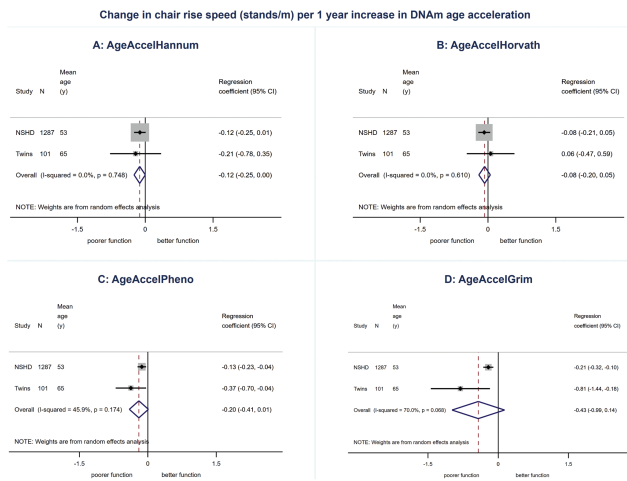 Change in chair rise speed (stands/m) per 1 year increase in DNAm age acceleration
A: AgeAccelHannum
Mean
age
(y)
Study N
Regression
coefficient (95% CI)
NSHD 1287 53 -0.12 (-0.25, 0.01)
Twins 101 65 -0.21 (-0.78, 0.35)
Overall (I-squared = 0.0%, p = 0.748) -0.12 (-0.25, 0.00)
NOTE: Weights are from random effects analysis
-1.5 0 1.5
poorer function better function
B: AgeAccelHorvath
Mean
age
(y)
Study N
Regression
coefficient (95% CI)
NSHD 1287 53 -0.08 (-0.21, 0.05)
Twins 101 65 0.06 (-0.47, 0.59)
Overall (I-squared = 0.0%, p = 0.610) -0.08 (-0.20, 0.05)
NOTE: Weights are from random effects analysis
-1.5 0 1.5
poorer function better function
C: AgeAccelPheno
Mean
age
(y)
Study N
Regression
coefficient (95% CI)
NSHD 1287 53 -0.13 (-0.23, -0.04)
Twins 101 65 -0.37 (-0.70, -0.04)
Overall (I-squared = 45.9%, p = 0.174) -0.20 (-0.41, 0.01)
NOTE: Weights are from random effects analysis
-1.5 0 1.5
poorer function better function
D: AgeAccelGrim
Mean
age
(y)
Study N
Regression
coefficient (95% CI)
NSHD 1287 53 -0.21 (-0.32, -0.10)
Twins 101 65 -0.81 (-1.44, -0.18)
Overall (I-squared = 70.0%, p = 0.068) -0.43 (-0.99, 0.14)
NOTE: Weights are from random effects analysis
-1.5 0 1.5
poorer function better function